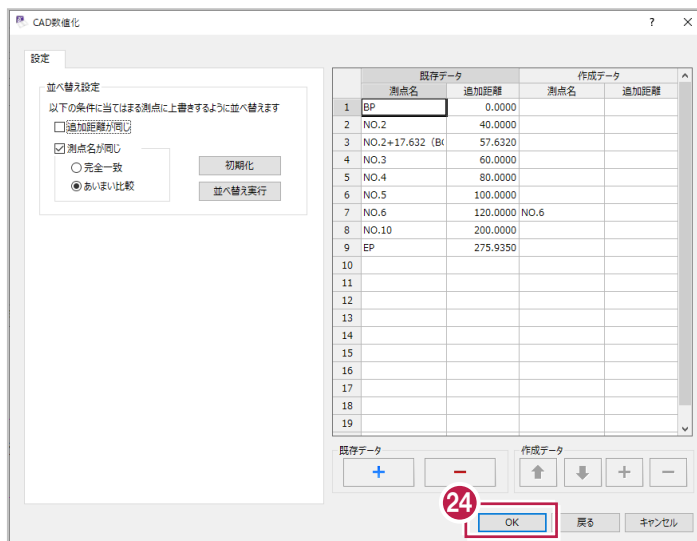 CAD数値化
? ×
設定
並べ替え設定
以下の条件に当てはまる測点に上書きするように並べ替えます
追加距離が同じ
測点名が同じ
完全一致
あいまい比較
初期化
並べ替え実行
既存データ 作成データ
測点名 追加距離 測点名 追加距離
1 BP 0.0000
2 NO.2 40.0000
3 NO.2+17.632 (BC 57.6320
4 NO.3 60.0000
5 NO.4 80.0000
6 NO.5 100.0000
7 NO.6 120.0000 NO.6
8 NO.10 200.0000
9 EP 275.9350
10
11
12
13
14
15
16
17
18
19
既存データ 作成データ
+ − + −
24
OK 戻る キャンセル